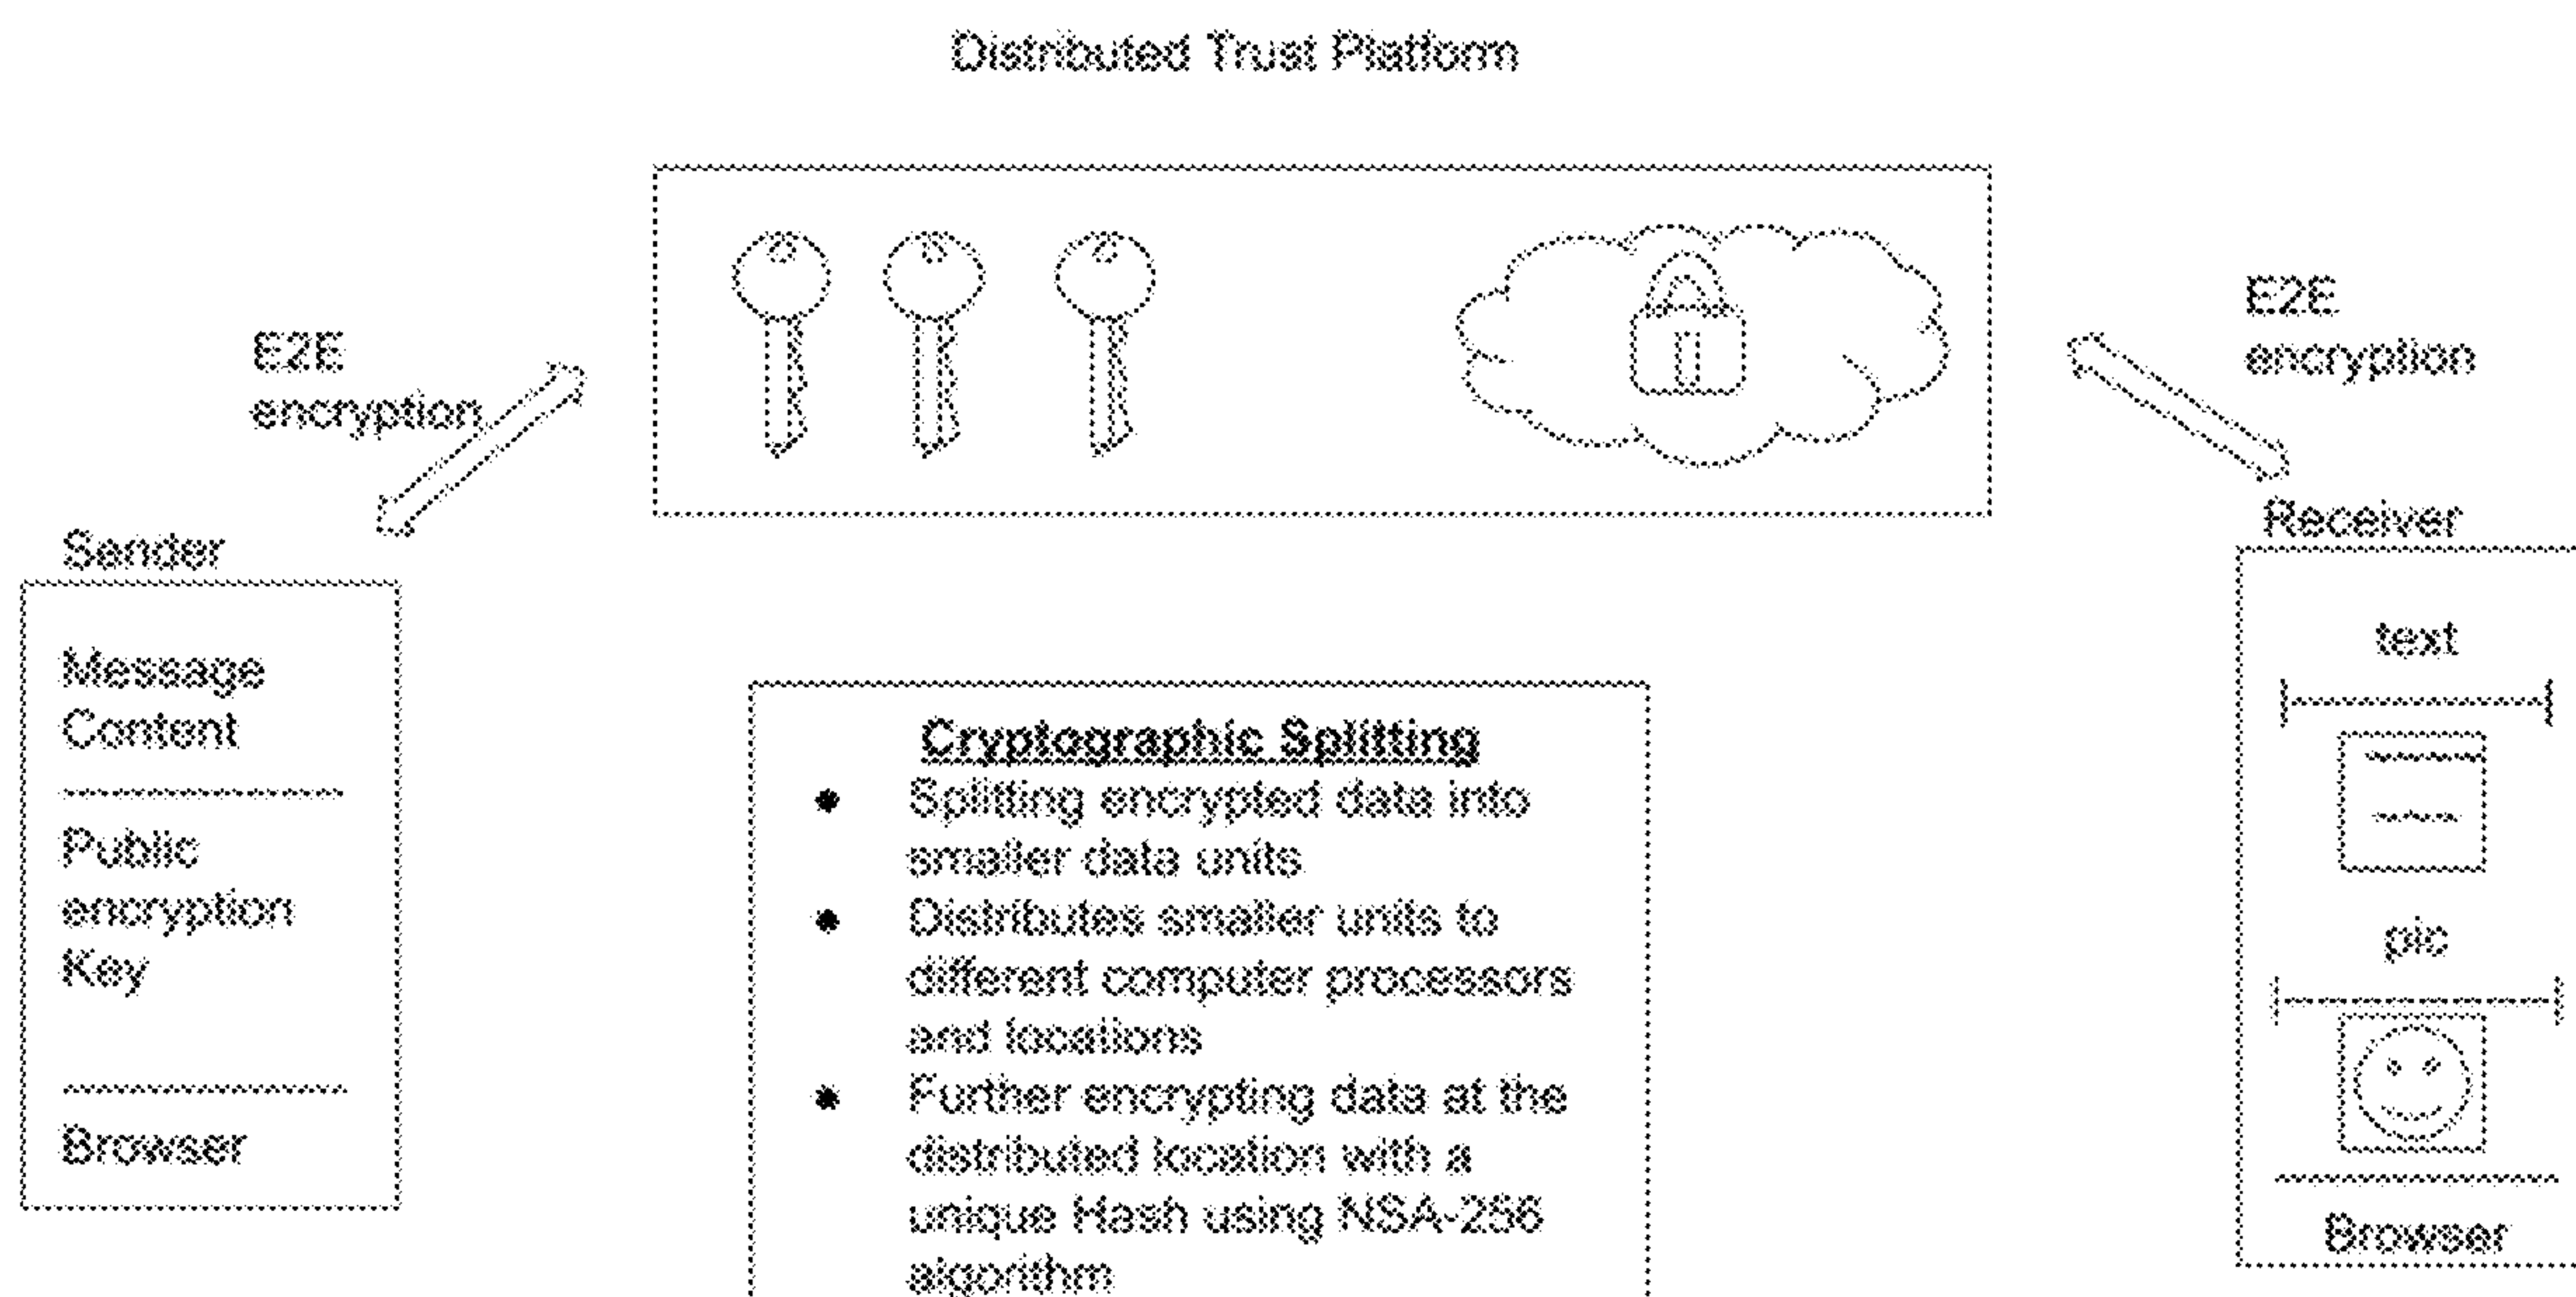 Distributed Trust Platform
E2E
encryption
E2E
encryption
Sender
Message
Content
Public
encryption
Key
Browser
Cryptographic Splitting
• Splitting encrypted data into
smaller data units
• Distributes smaller units to
different computer processors
and locations
• Further encrypting data at the
distributed location with a
unique Hash using NSA-256
algorithm
Receiver
text
pic
Browser